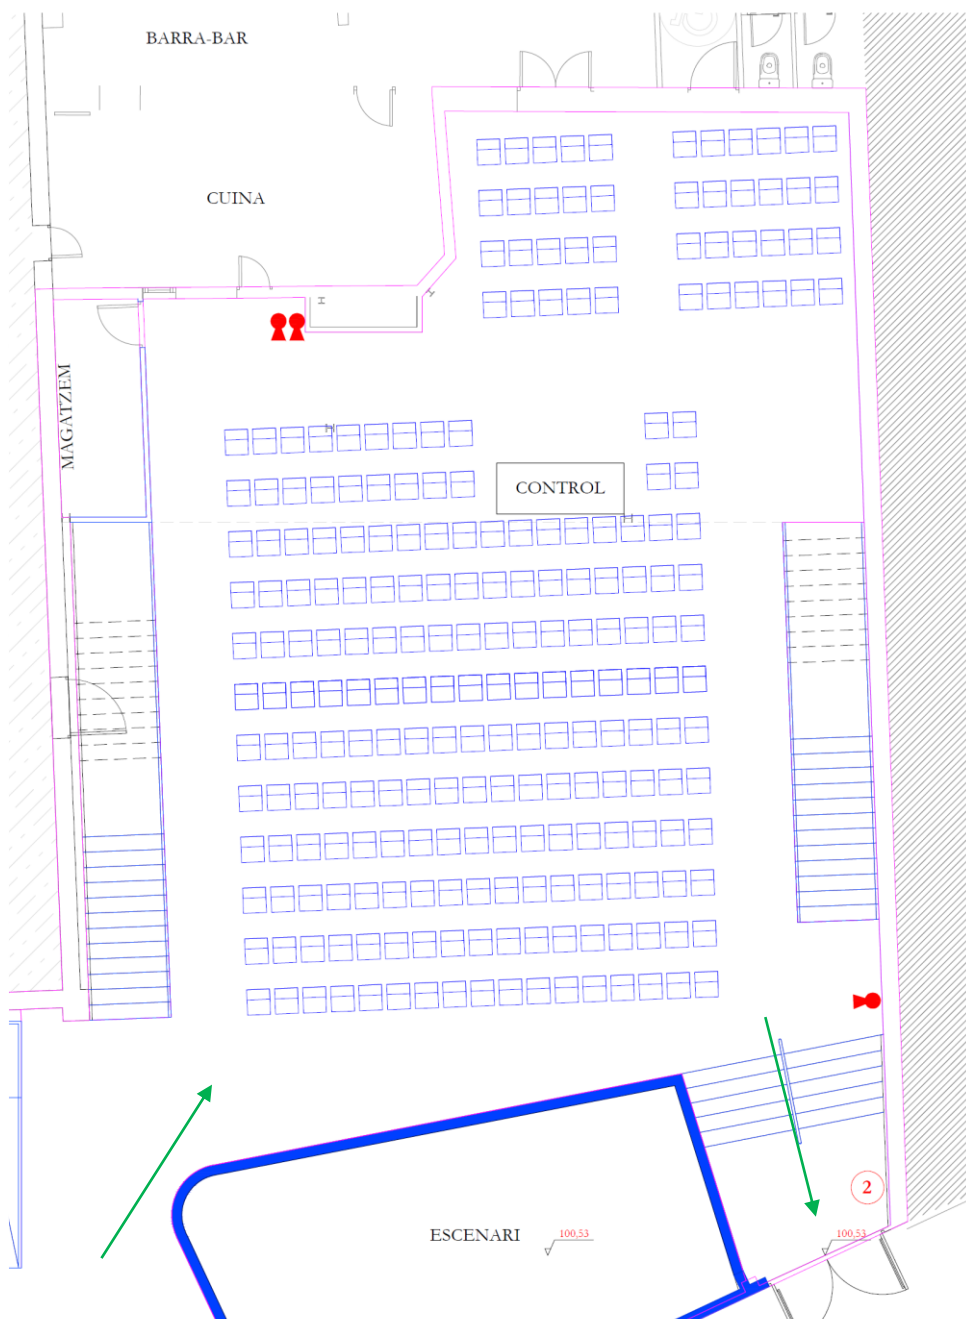 BARRA-BAR
CUINA
MAGATZEM
CONTROL
2
ESCENARI
100,53
100,53